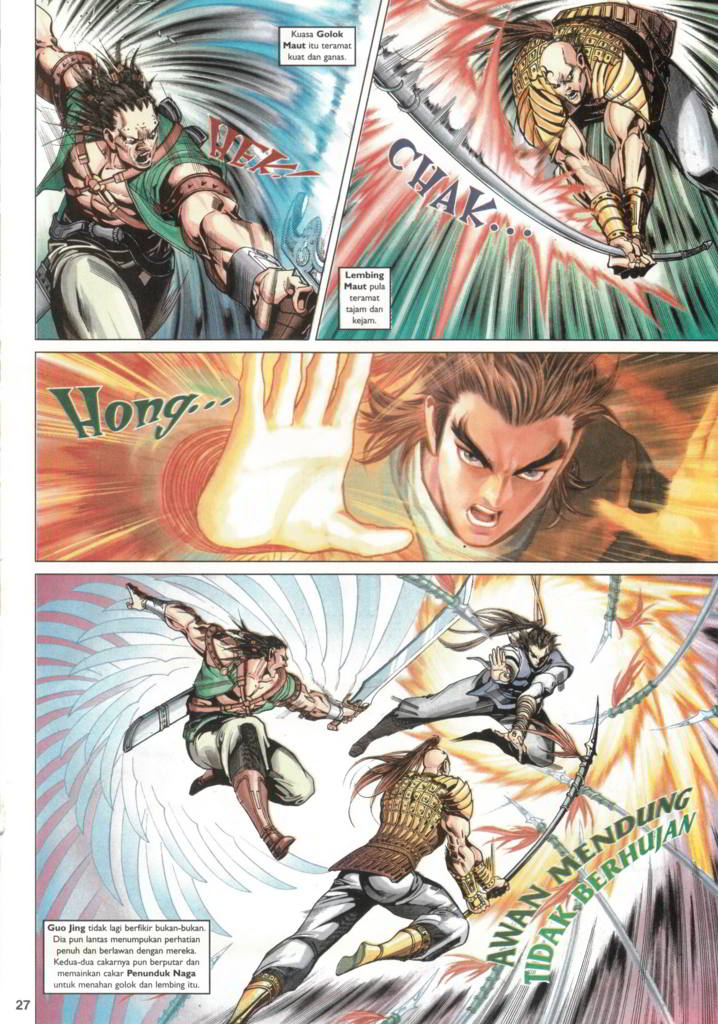 Kuasa Golok
Maut itu teramat
kuat dan ganas.
HEK!
CHAK...
Lembing
Maut pula
teramat
tajam dan
kejam.
Hong...
AWAN MENDUNG
TIDAK BERHUJAN
Guo Jing tidak lagi berfikir bukan-bukan.
Dia pun lantas menumpukan perhatian
penuh dan berlawan dengan mereka.
Kedua-dua cakarnya pun berputar dan
memainkan cakar Penunduk Naga
untuk menahan golok dan lembing itu.
27